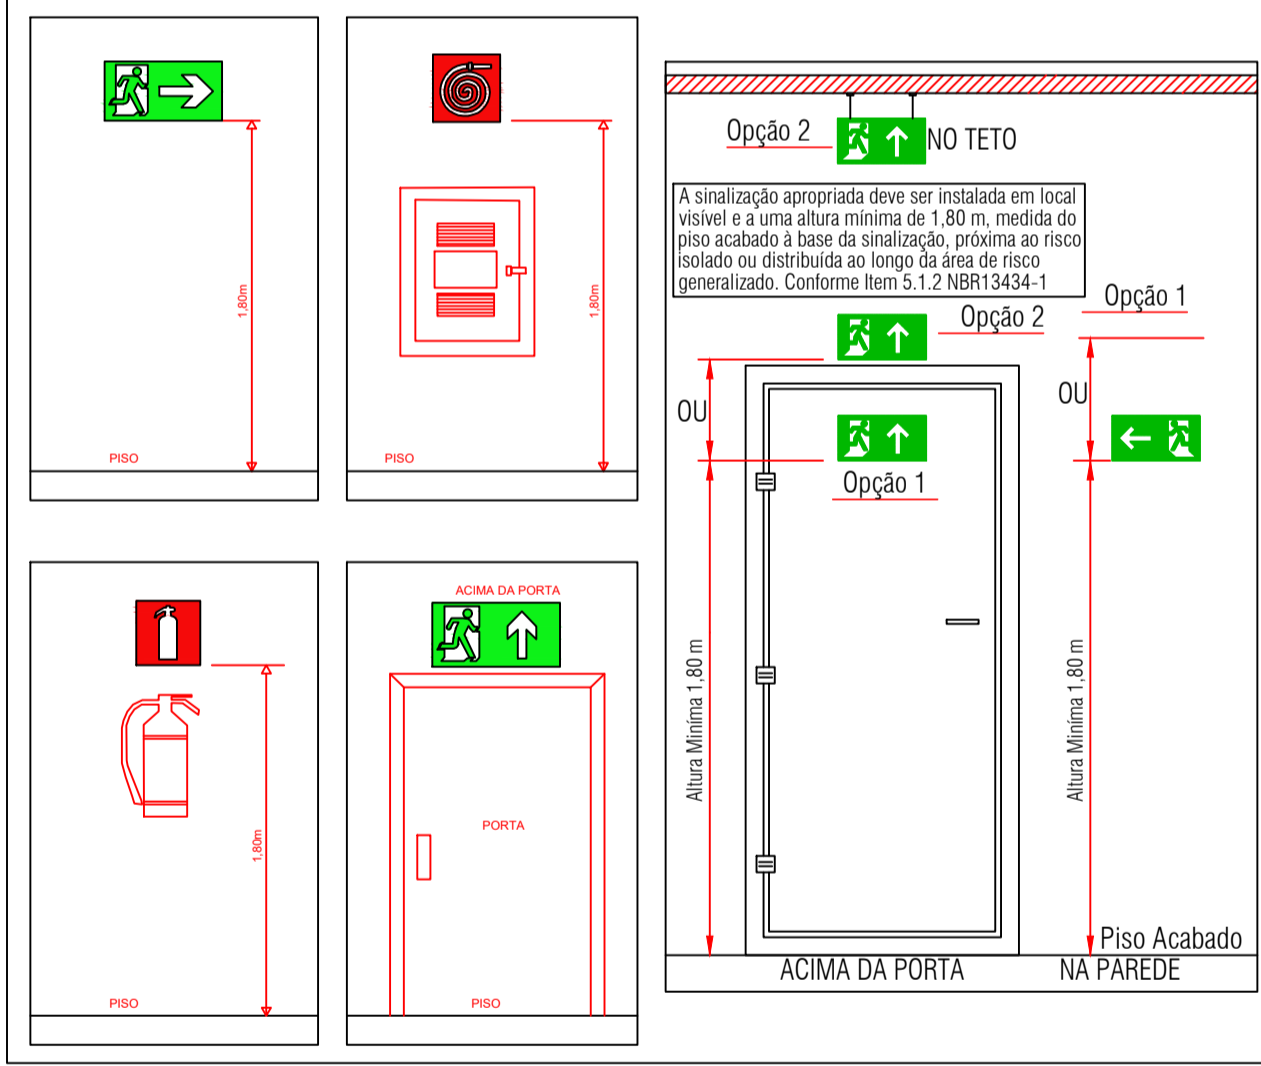 1,80m
PISO
1,80m
PISO
1,80m
PISO
ACIMA DA PORTA
PORTA
PISO
Opção 2
NO TETO
A sinalização apropriada deve ser instalada em local
visível e a uma altura mínima de 1,80 m, medida do
piso acabado à base da sinalização, próxima ao risco
isolado ou distribuída ao longo da área de risco
generalizado. Conforme Item 5.1.2 NBR13434-1
Opção 1
Opção 2
OU
OU
Opção 1
Altura Miníma 1,80 m
Altura Miníma 1,80 m
Piso Acabado
ACIMA DA PORTA
NA PAREDE